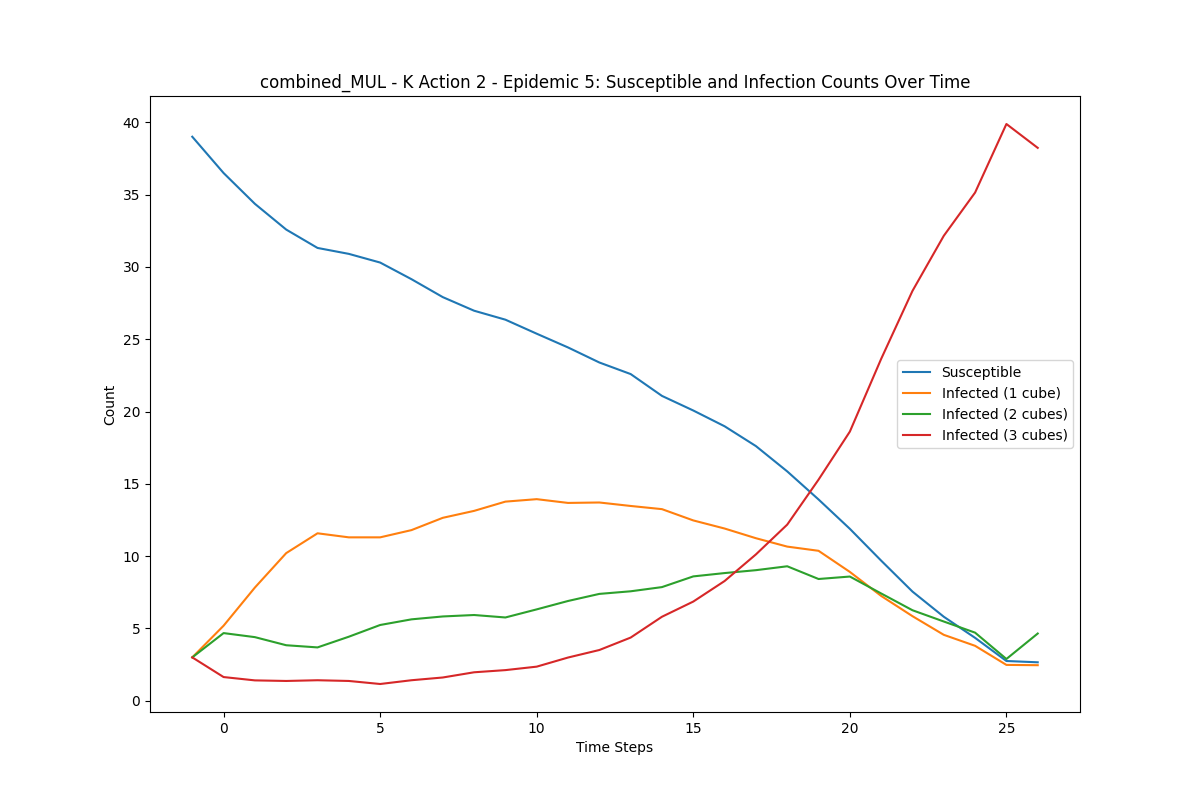 combined_MUL - K Action 2 - Epidemic 5: Susceptible and Infection Counts Over Time
40
35
30
25
20
15
10
5
0
Count
Susceptible
Infected (1 cube)
Infected (2 cubes)
Infected (3 cubes)
0 5 10 15 20 25
Time Steps